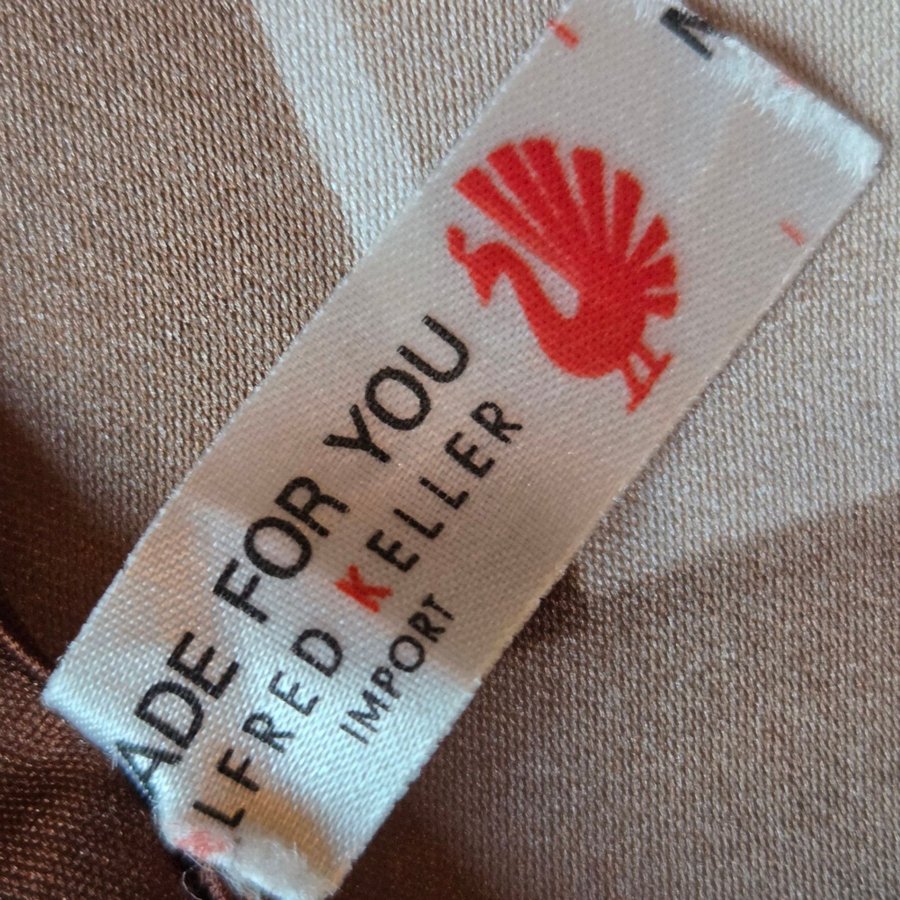 ADE FOR YOU
LFRED KELLER
IMPORT